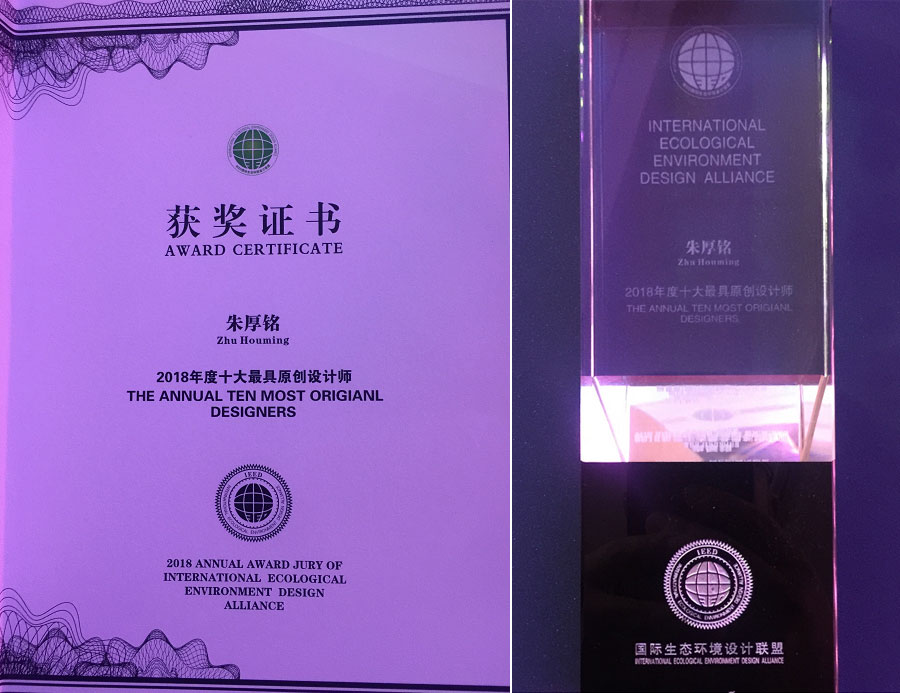 获奖证书
AWARD CERTIFICATE
朱厚铭
Zhu Houming
2018年度十大最具原创设计师
THE ANNUAL TEN MOST ORIGIANL
DESIGNERS
IEED
2018 ANNUAL AWARD JURY OF
INTERNATIONAL ECOLOGICAL
ENVIRONMENT DESIGN
ALLIANCE
INTERNATIONAL
ECOLOGICAL
ENVIRONMENT
DESIGN ALLIANCE
朱厚铭
Zhu Houming
2018年度十大最具原创设计师
THE ANNUAL TEN MOST ORIGIANL
DESIGNERS
IEED
国际生态环境设计联盟
INTERNATIONAL ECOLOGICAL ENVIRONMENT DESIGN ALLIANCE